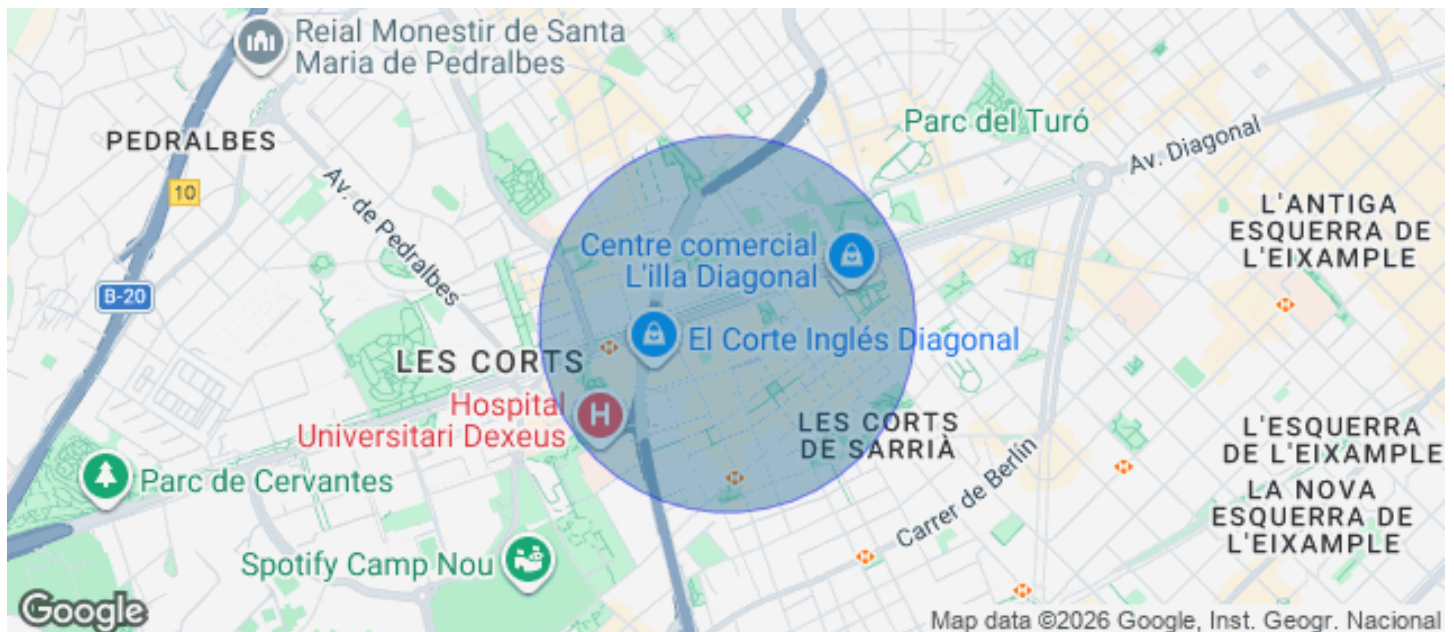 Reial Monestir de Santa
Maria de Pedralbes
PEDRALBES
10
B-20
Av. de Pedralbes
Parc del Turó
Av. Diagonal
L'ANTIGA
ESQUERRA DE
L'EIXAMPLE
Centre comercial
L'illa Diagonal
El Corte Inglés Diagonal
LES CORTS
Hospital
Universitari Dexeus
H
LES CORTS
DE SARRIÀ
L'ESQUERRA
DE L'EIXAMPLE
LA NOVA
ESQUERRA DE
L'EIXAMPLE
Carrer de Berlín
Parc de Cervantes
Spotify Camp Nou
Google
Map data ©2026 Google, Inst. Geogr. Nacional